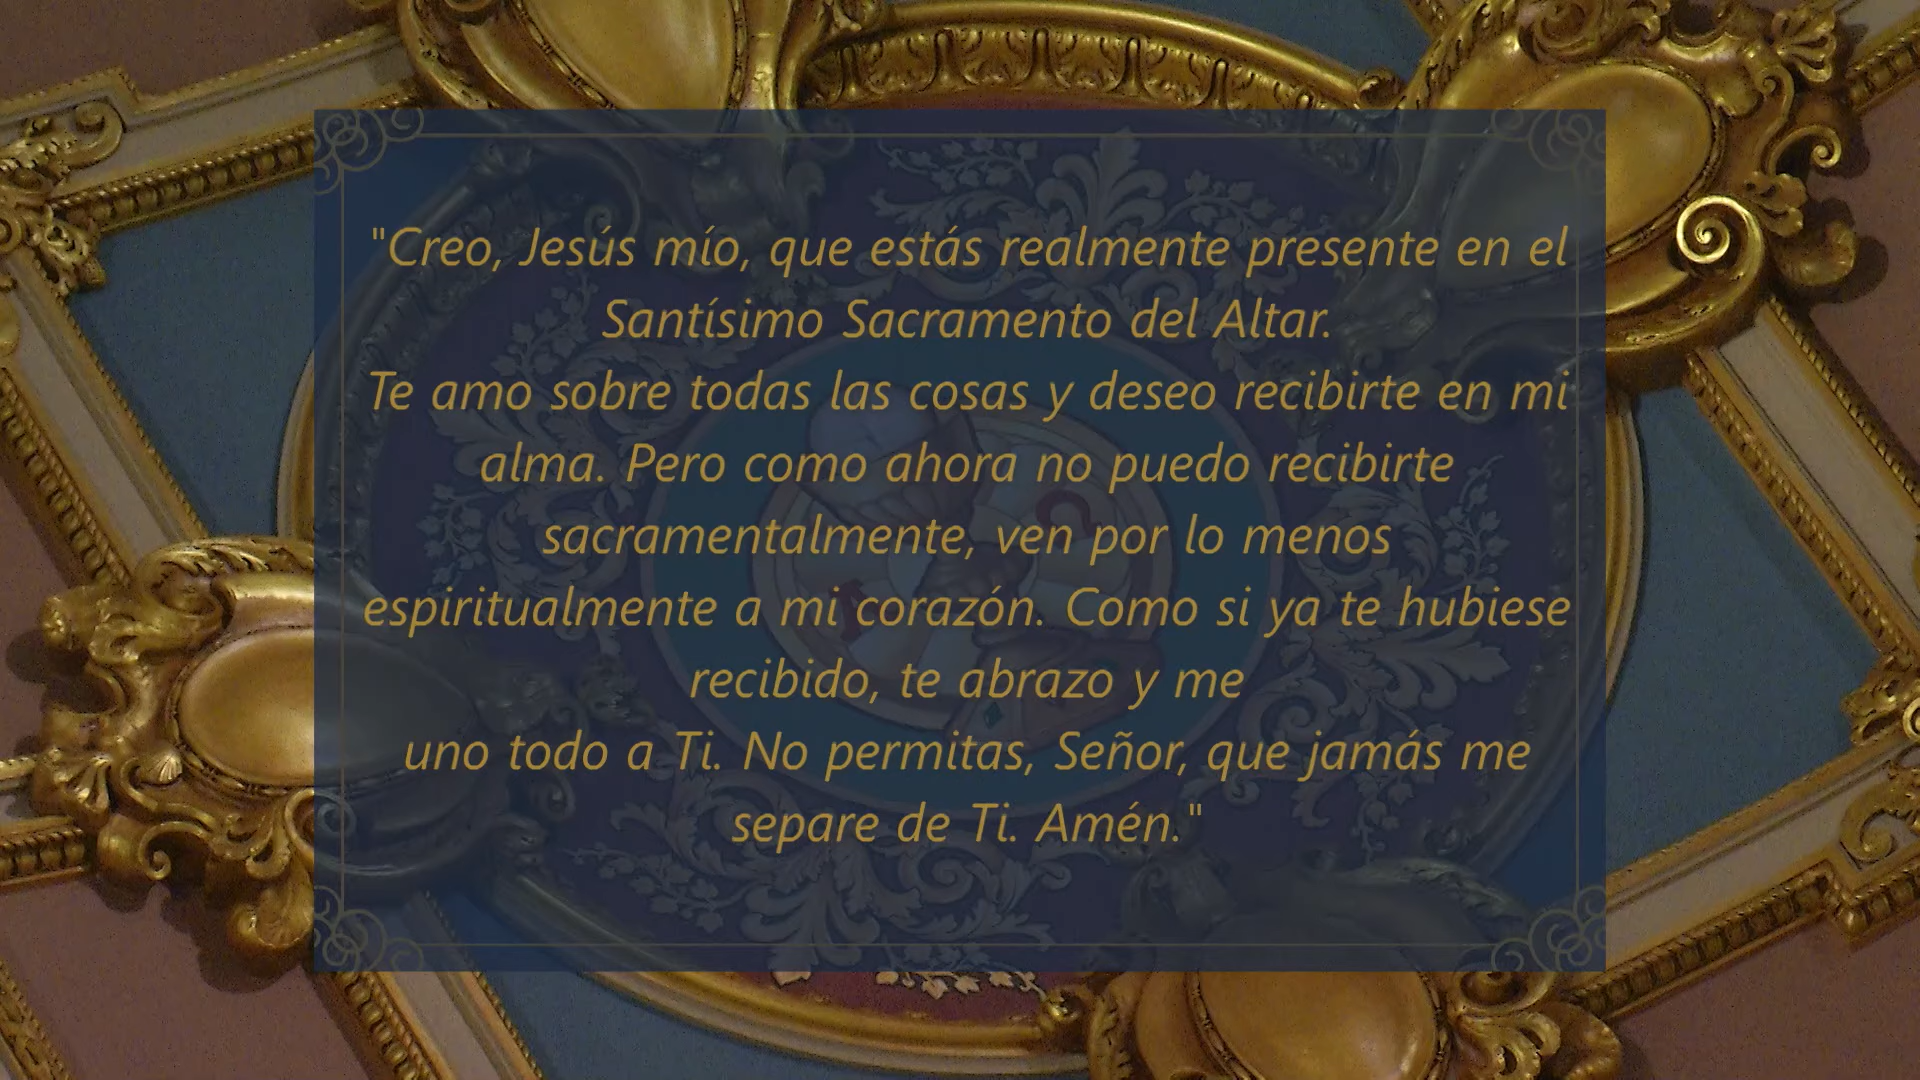 "Creo, Jesús mío, que estás realmente presente en el
Santísimo Sacramento del Altar.
Te amo sobre todas las cosas y deseo recibirte en mi
alma. Pero como ahora no puedo recibirte
sacramentalmente, ven por lo menos
espiritualmente a mi corazón. Como si ya te hubiese
recibido, te abrazo y me
uno todo a Ti. No permitas, Señor, que jamás me
separe de Ti. Amén."